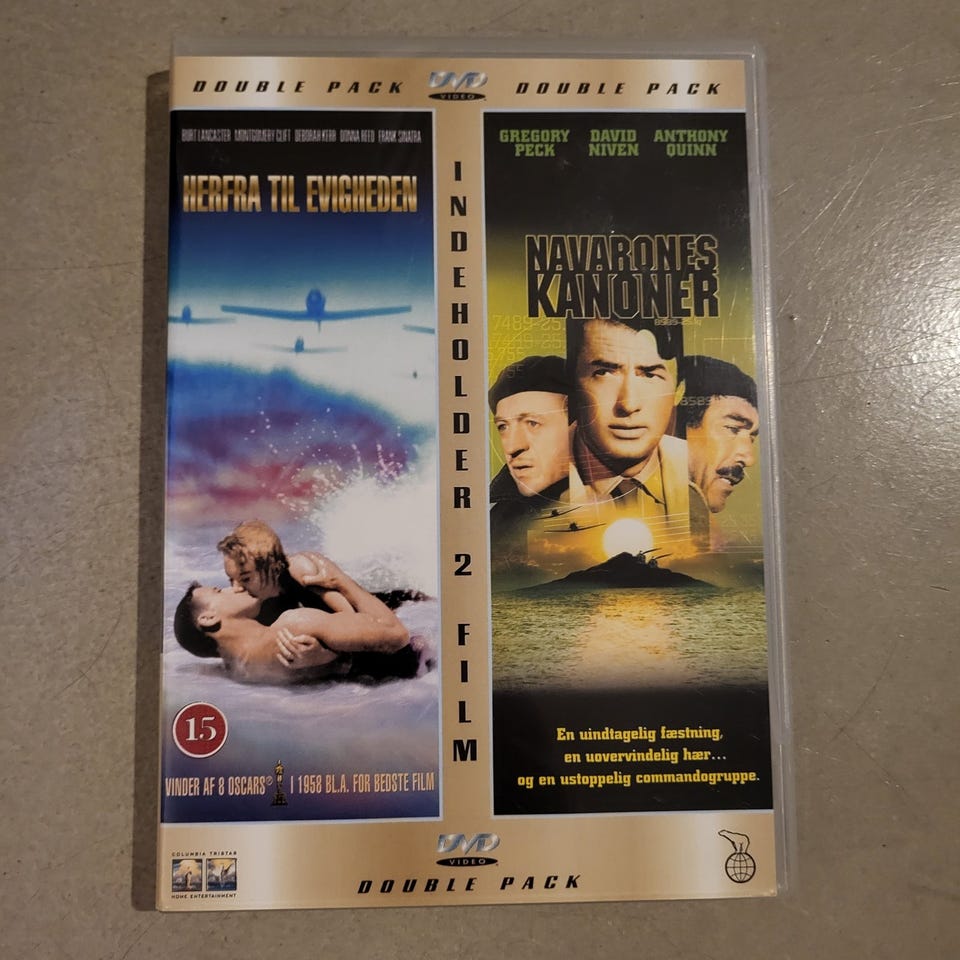 DOUBLE PACK
DVD
VIDEO
DOUBLE PACK
BURT LANCASTER MONTGOMERY CLIFT DEBORAH KERR DONNA REED FRANK SINATRA
HERFRA TIL EVIGHEDEN
15
VINDER AF 8 OSCARS® I 1958 BL.A. FOR BEDSTE FILM
INDEHOLDER 2 FILM
GREGORY PECK
DAVID NIVEN
ANTHONY QUINN
NAVARONES
KANONER
En uindtagelig fæstning,
en uovervindelig hær...
og en ustoppelig commandogruppe.
COLUMBIA TRISTAR
HOME ENTERTAINMENT
DVD
VIDEO
DOUBLE PACK